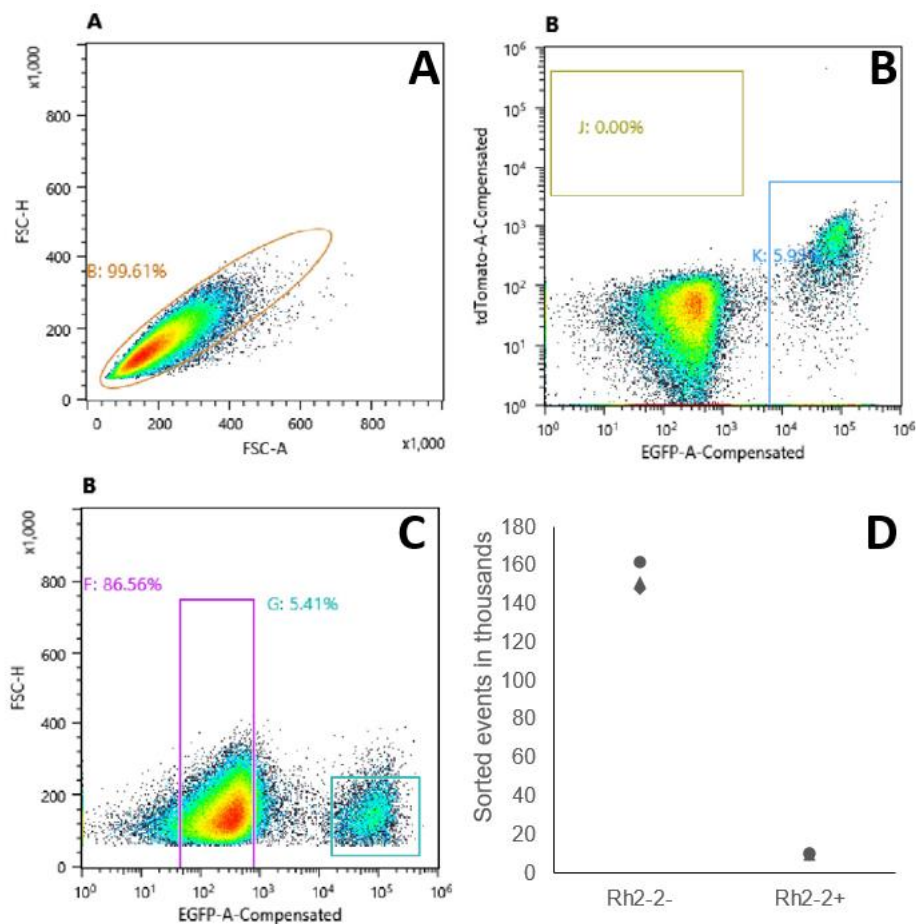 A
A
x1,000
FSC-H
800
600
400
200
0
B: 99.61%
0
200
400
600
800
x1,000
FSC-A
B
B
tdTomato-A-Compensated
10^6
10^5
10^4
10^3
10^2
10^1
10^0
J: 0.00%
K: 5.9
10^0
10^1
10^2
10^3
10^4
10^5
10^6
EGFP-A-Compensated
B
C
x1,000
FSC-H
800
600
400
200
0
F: 86.56%
G: 5.41%
10^0
10^1
10^2
10^3
10^4
10^5
10^6
EGFP-A-Compensated
D
Sorted events in thousands
180
160
140
120
100
80
60
40
20
0
Rh2-2-
Rh2-2+